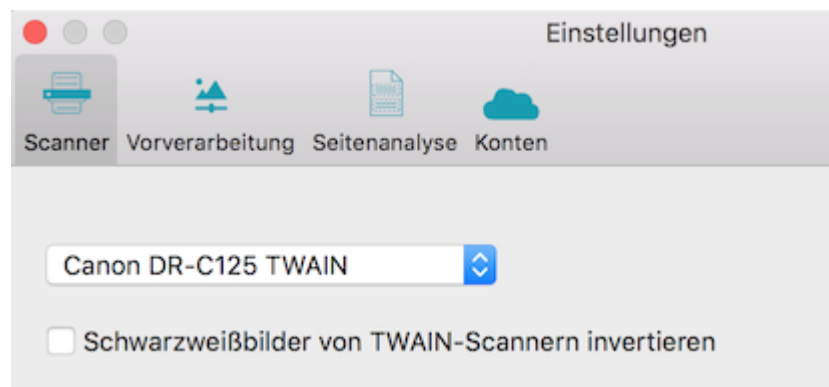 Einstellungen
Scanner Vorverarbeitung Seitenanalyse Konten
Canon DR-C125 TWAIN
Schwarzweißbilder von TWAIN-Scannern invertieren